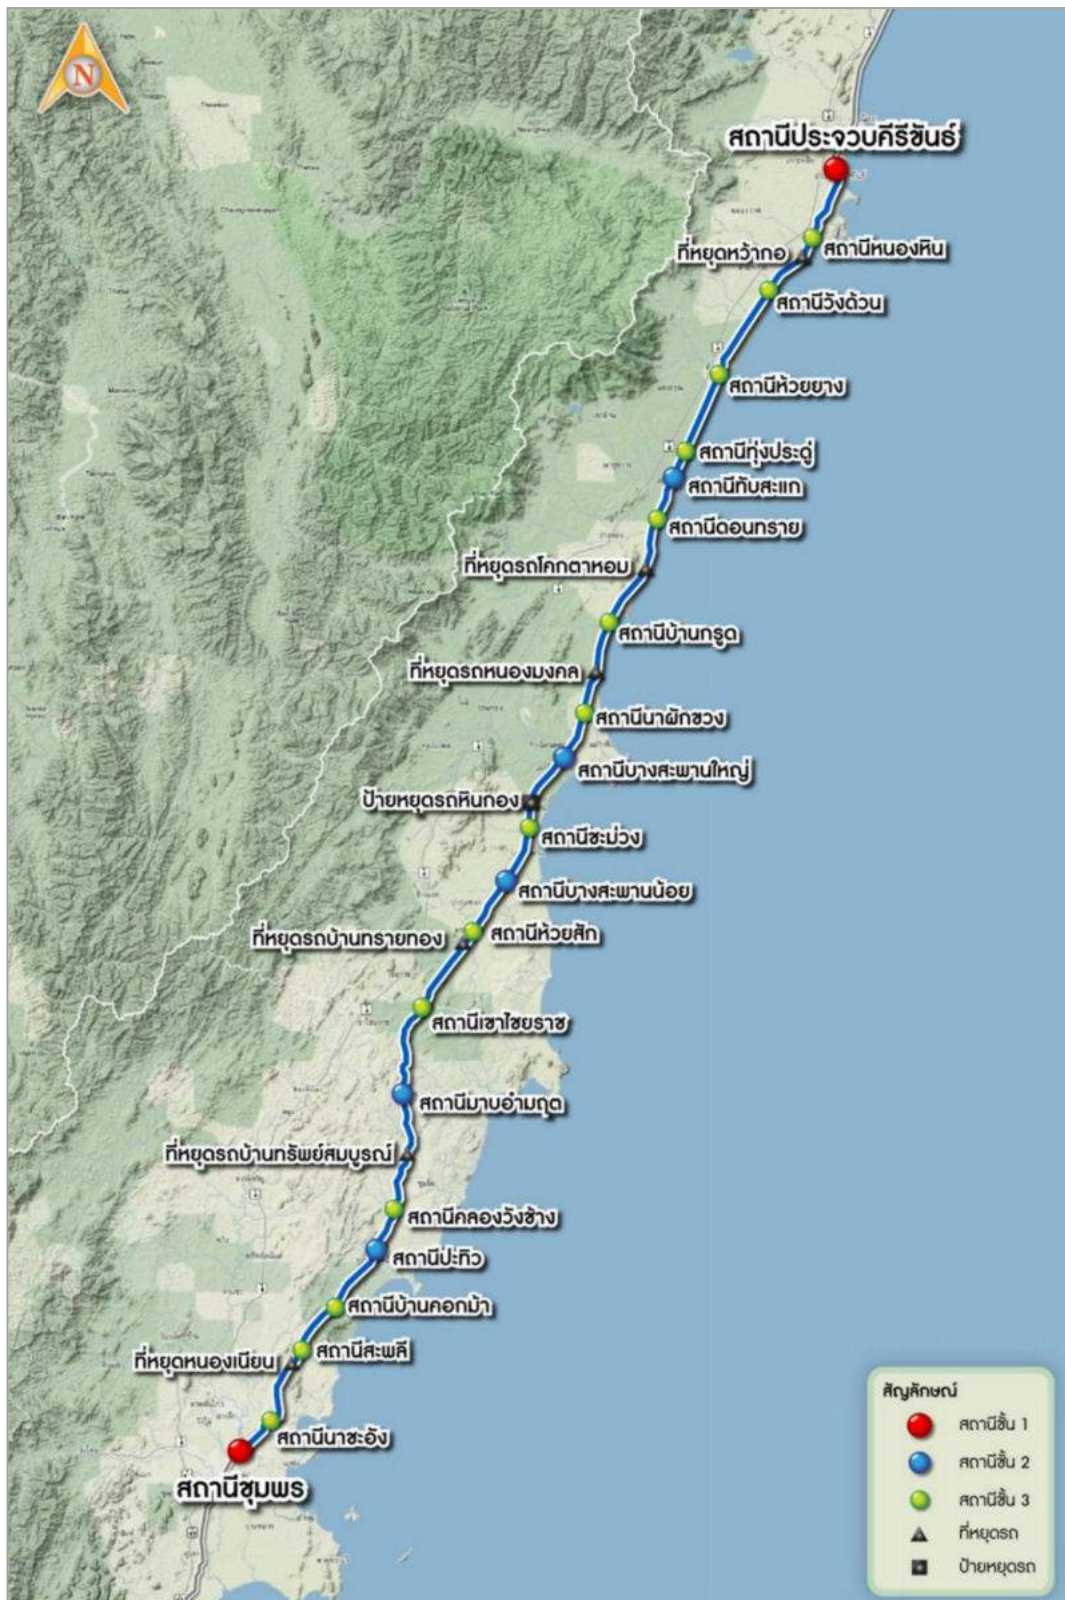 N
สถานีประจวบคีรีขันธ์
สถานีหนองหิน
ที่หยุดหว้ากอ
สถานีวังด้วน
สถานีห้วยยาง
สถานีทุ่งประดู่
สถานีทับสะแก
สถานีดอนทราย
ที่หยุดรถโคกตาหอม
สถานีบ้านกรูด
ที่หยุดรถหนองมงคล
สถานีนาผักขวง
สถานีบางสะพานใหญ่
ป้ายหยุดรถหินกอง
สถานีชะม่วง
สถานีบางสะพานน้อย
สถานีห้วยสัก
ที่หยุดรถบ้านทรายทอง
สถานีเขาไชยราช
สถานีมาบอำมฤต
ที่หยุดรถบ้านทรัพย์สมบูรณ์
สถานีคลองวังช้าง
สถานีปะทิว
สถานีบ้านคอกม้า
สถานีสะพลี
ที่หยุดหนองเนียน
สถานีนาชะอัง
สถานีชุมพร
สัญลักษณ์
สถานีชั้น 1
สถานีชั้น 2
สถานีชั้น 3
ที่หยุดรถ
ป้ายหยุดรถ